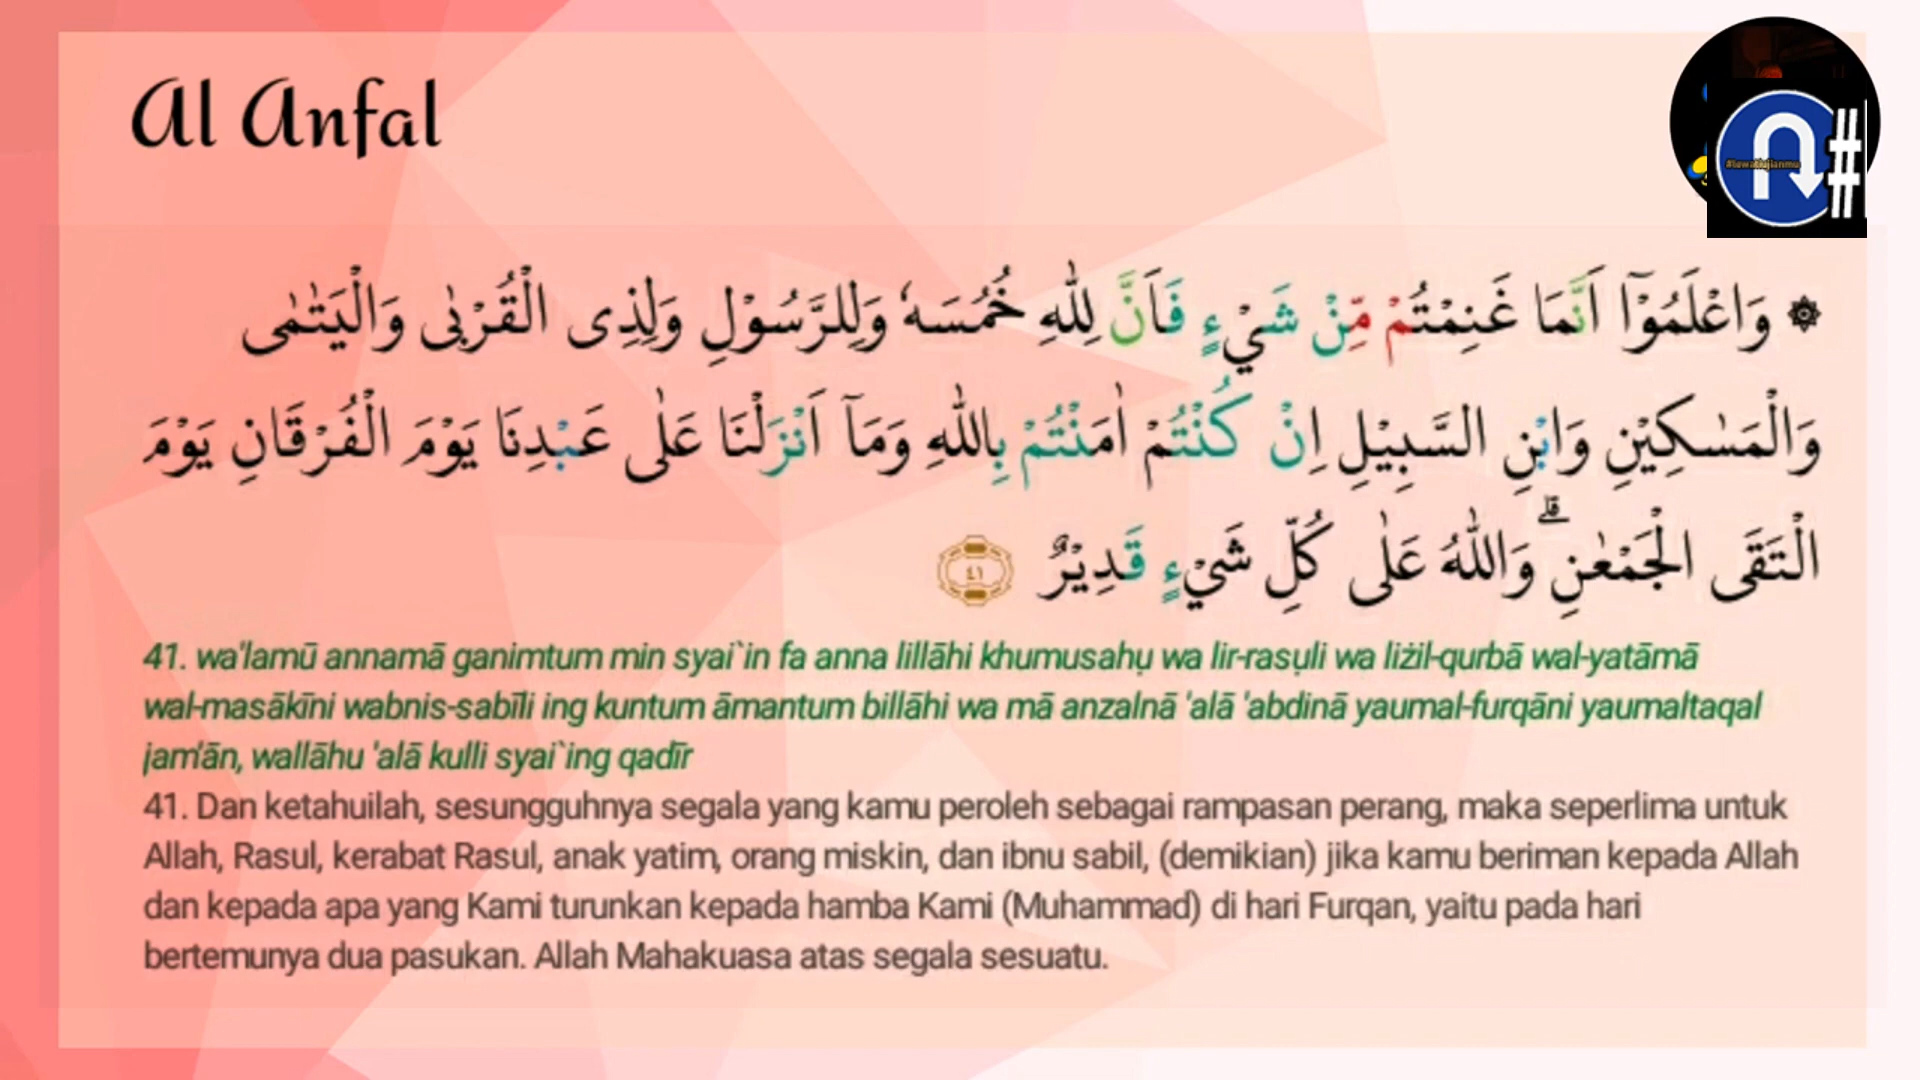 Al Anfal
#lewatiujianmu
#
۞ وَاعْلَمُوْٓا اَنَّمَا غَنِمْتُمْ مِّنْ شَيْءٍ فَاَنَّ لِلّٰهِ خُمُسَهٗ وَلِلرَّسُوْلِ وَلِذِى الْقُرْبٰى وَالْيَتٰمٰى
وَالْمَسٰكِيْنِ وَابْنِ السَّبِيْلِ اِنْ كُنْتُمْ اٰمَنْتُمْ بِاللّٰهِ وَمَآ اَنْزَلْنَا عَلٰى عَبْدِنَا يَوْمَ الْفُرْقَانِ يَوْمَ
الْتَقَى الْجَمْعٰنِۗ وَاللّٰهُ عَلٰى كُلِّ شَيْءٍ قَدِيْرٌ ٤١
41. wa'lamū annamā ganimtum min syai`in fa anna lillāhi khumusahụ wa lir-rasụli wa liżil-qurbā wal-yatāmā
wal-masākīni wabnis-sabīli ing kuntum āmantum billāhi wa mā anzalnā 'alā 'abdinā yaumal-furqāni yaumaltaqal
jam'ān, wallāhu 'alā kulli syai`ing qadīr
41. Dan ketahuilah, sesungguhnya segala yang kamu peroleh sebagai rampasan perang, maka seperlima untuk
Allah, Rasul, kerabat Rasul, anak yatim, orang miskin, dan ibnu sabil, (demikian) jika kamu beriman kepada Allah
dan kepada apa yang Kami turunkan kepada hamba Kami (Muhammad) di hari Furqan, yaitu pada hari
bertemunya dua pasukan. Allah Mahakuasa atas segala sesuatu.